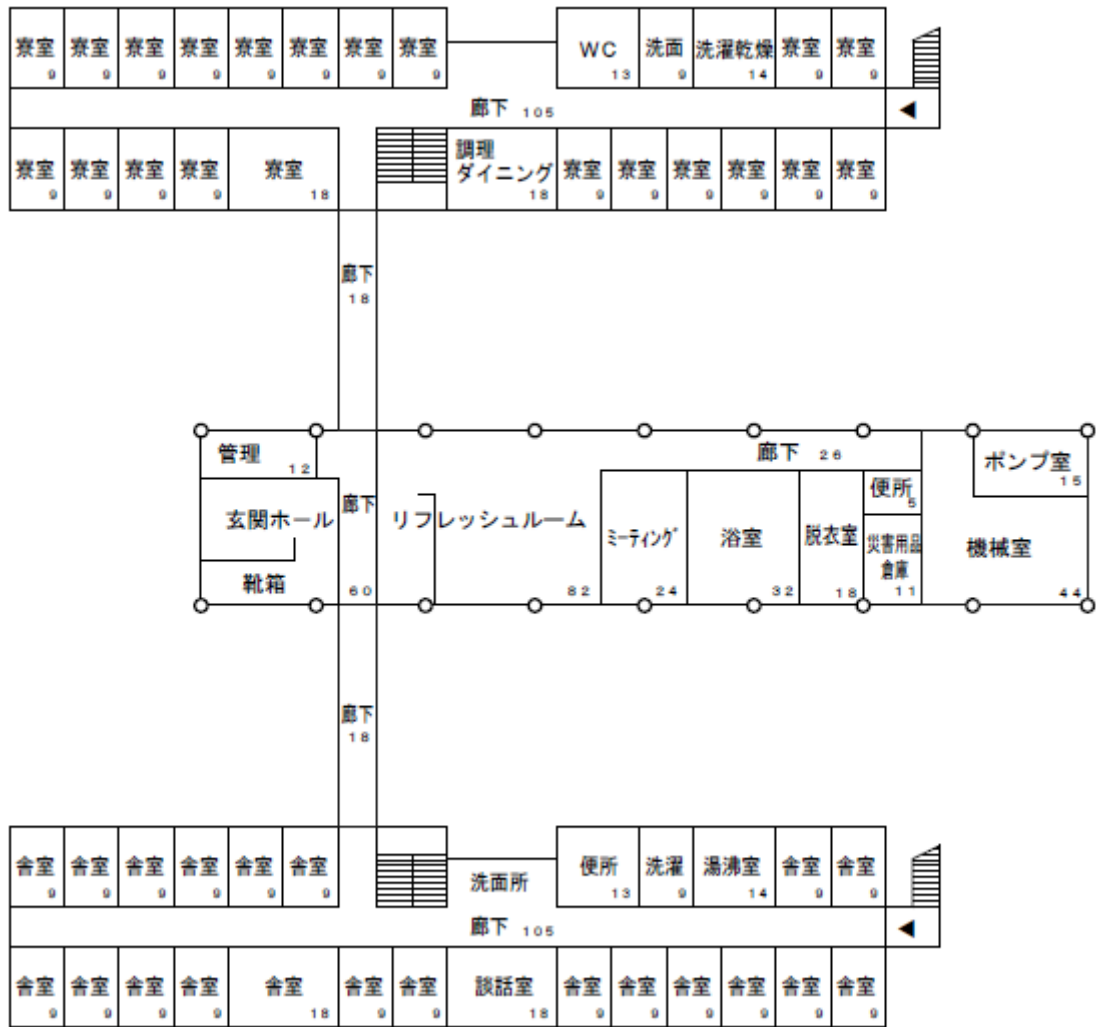 寮室 寮室 寮室 寮室 寮室 寮室 寮室 寮室 WC 洗面 洗濯乾燥 寮室 寮室
9 9 9 9 9 9 9 9 13 9 14 9 9
廊下 105
寮室 寮室 寮室 寮室 寮室 調理
ダイニング 寮室 寮室 寮室 寮室 寮室 寮室
9 9 9 9 18 18 9 9 9 9 9 9
廊下
18
管理
12
廊下 26
ポンプ室
15
便所
5
玄関ホール
廊下
60
リフレッシュルーム
82
ミーティング
24
浴室
32
脱衣室
18
災害用品
倉庫
11
機械室
44
靴箱
廊下
18
舎室 舎室 舎室 舎室 舎室 舎室 洗面所 便所 洗濯 湯沸室 舎室 舎室
9 9 9 9 9 9 13 9 14 9 9
廊下 105
舎室 舎室 舎室 舎室 舎室 舎室 舎室 談話室 舎室 舎室 舎室 舎室 舎室 舎室
9 9 9 9 18 9 9 18 9 9 9 9 9 9